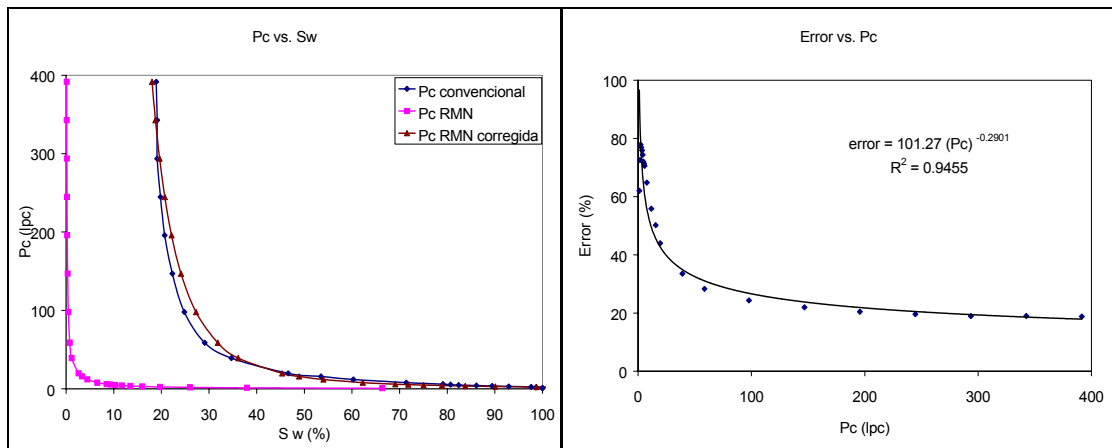 Pc vs. Sw
400
300
200
100
0
0 10 20 30 40 50 60 70 80 90 100
Pc (lpc)
S w (%)
Pc convencional
Pc RMN
Pc RMN corregida
Error vs. Pc
100
80
60
40
20
0
0 100 200 300 400
Error (%)
Pc (lpc)
error = 101.27 (Pc) -0.2901
R2 = 0.9455